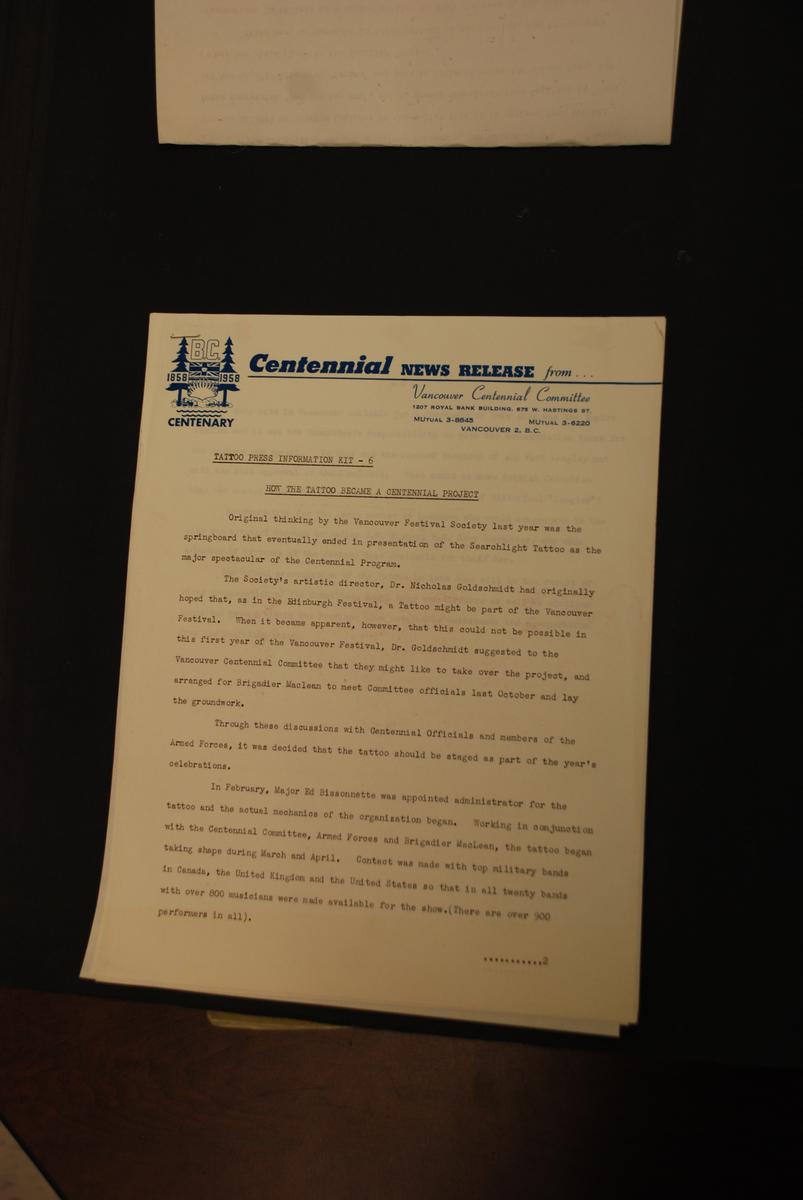 B.C.
1858 1958
CENTENARY
Centennial NEWS RELEASE from ...
Vancouver Centennial Committee
1207 ROYAL BANK BUILDING, 675 W. HASTINGS ST.
MUTUAL 3-8845 MUTUAL 3-6220
VANCOUVER 2, B.C.
TATTOO PRESS INFORMATION KIT - 6
HOW THE TATTOO BECAME A CENTENNIAL PROJECT
Original thinking by the Vancouver Festival Society last year was the
springboard that eventually ended in presentation of the Searchlight Tattoo as the
major spectacular of the Centennial Program.
The Society's artistic director, Dr. Nicholas Goldschmidt had originally
hoped that, as in the Edinburgh Festival, a Tattoo might be part of the Vancouver
Festival. When it became apparent, however, that this could not be possible in
this first year of the Vancouver Festival, Dr. Goldschmidt suggested to the
Vancouver Centennial Committee that they might like to take over the project, and
arranged for Brigadier Maclean to meet Committee officials last October and lay
the groundwork.
Through these discussions with Centennial Officials and members of the
Armed Forces, it was decided that the tattoo should be staged as part of the year's
celebrations.
In February, Major Ed Bissonnette was appointed administrator for the
tattoo and the actual mechanics of the organization began. Working in conjunction
with the Centennial Committee, Armed Forces and Brigadier MacLean, the tattoo began
taking shape during March and April. Contact was made with top military bands
in Canada, the United Kingdom and the United States so that in all twenty bands
with over 800 musicians were made available for the show.(There are over 900
performers in all).
...........2